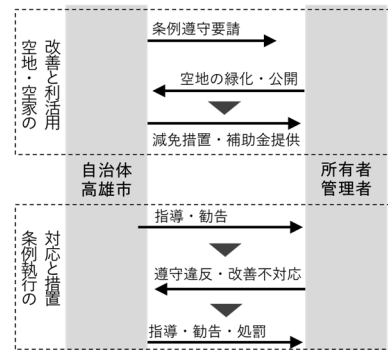 空地・空家の
改善と利活用
条例遵守要請
空地の緑化・公開
減免措置・補助金提供
自治体
高雄市
所有者
管理者
条例執行の
対応と措置
指導・勧告
遵守違反・改善不対応
指導・勧告・処罰